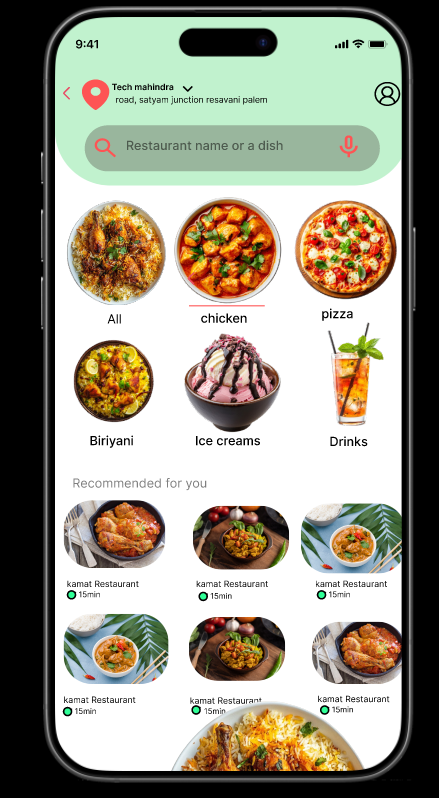 9:41
Tech mahindra
road, satyam junction resavani palem
Restaurant name or a dish
All
chicken
pizza
Biriyani
Ice creams
Drinks
Recommended for you
kamat Restaurant
15min
kamat Restaurant
15min
kamat Restaurant
15min
kamat Restaurant
15min
kamat Restaurant
15min
kamat Restaurant
15min